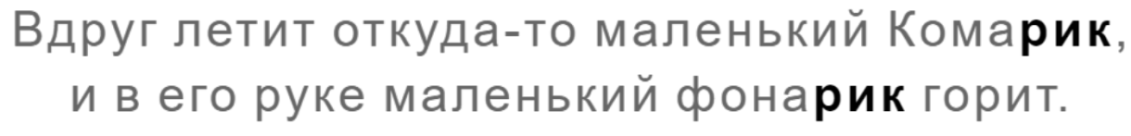 Вдруг летит откуда-то маленький Комарик,
и в его руке маленький фонарик горит.